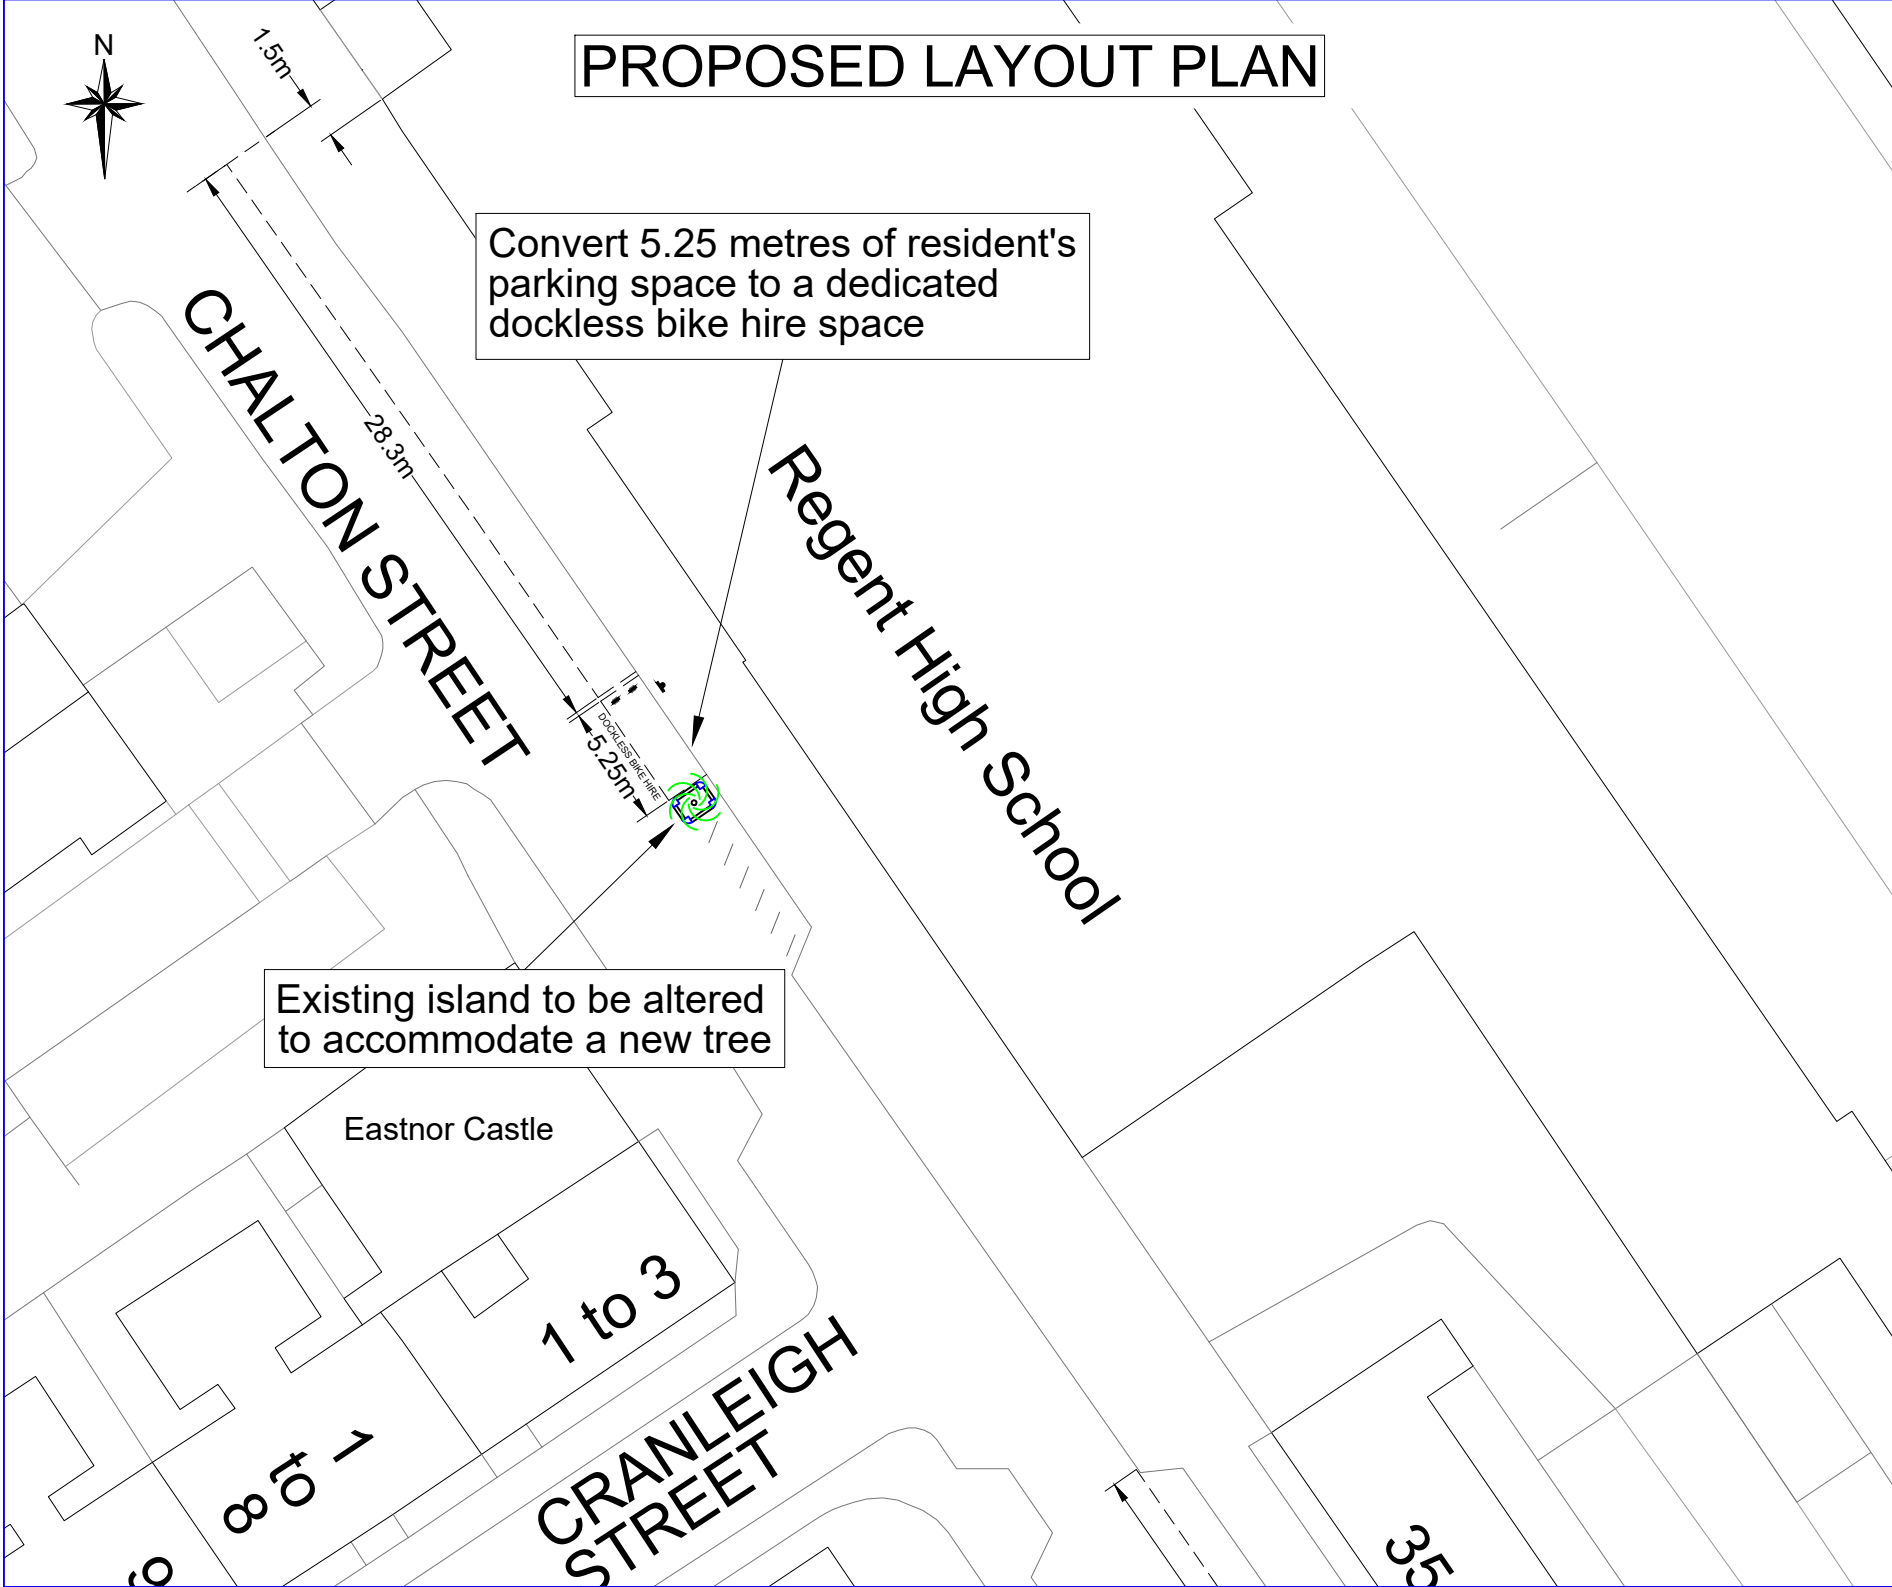 N
1.5m
PROPOSED LAYOUT PLAN
Convert 5.25 metres of resident's
parking space to a dedicated
dockless bike hire space
CHALTON STREET
28.3m
Regent High School
DOCKLESS BIKE HIRE
5.25m
Existing island to be altered
to accommodate a new tree
Eastnor Castle
1 to 3
1
to
8
9
CRANLEIGH
STREET
35